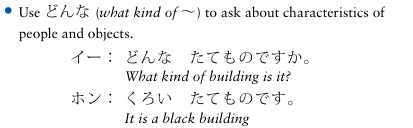 ● Use どんな (what kind of ～) to ask about characteristics of
people and objects.
イー： どんな　たてものですか。
What kind of building is it?
ホン： くろい　たてものです。
It is a black building